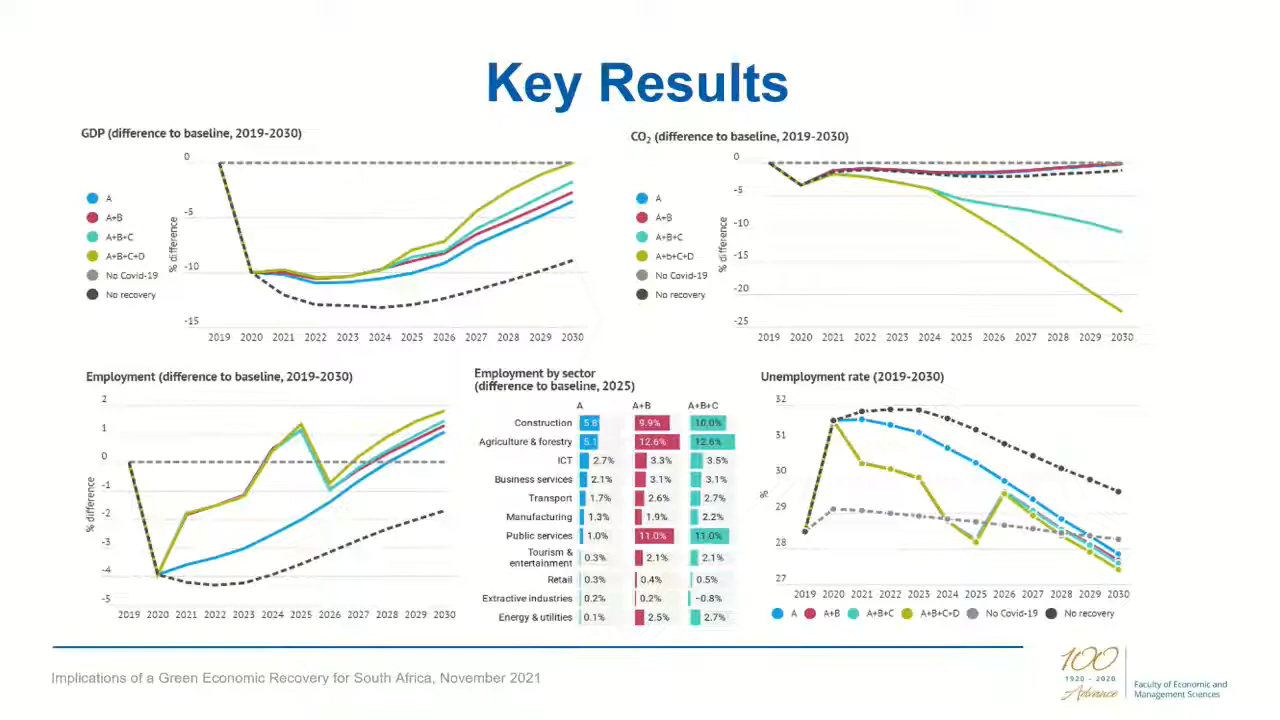 Key Results
GDP (difference to baseline, 2019-2030)
0
-5
-10
-15
% difference
A
A+B
A+B+C
A+B+C+D
No Covid-19
No recovery
2019 2020 2021 2022 2023 2024 2025 2026 2027 2028 2029 2030
CO2 (difference to baseline, 2019-2030)
0
-5
-10
-15
-20
-25
% difference
A
A+B
A+B+C
A+b+C+D
No Covid-19
No recovery
2019 2020 2021 2022 2023 2024 2025 2026 2027 2028 2029 2030
Employment (difference to baseline, 2019-2030)
2
1
0
-1
-2
-3
-4
-5
% difference
2019 2020 2021 2022 2023 2024 2025 2026 2027 2028 2029 2030
Employment by sector
(difference to baseline, 2025)
A A+B A+B+C
Construction 5.8 9.9% 10.0%
Agriculture & forestry 5.1 12.6% 12.6%
ICT 2.7% 3.3% 3.5%
Business services 2.1% 3.1% 3.1%
Transport 1.7% 2.6% 2.7%
Manufacturing 1.3% 1.9% 2.2%
Public services 1.0% 11.0% 11.0%
Tourism &
entertainment 0.3% 2.1% 2.1%
Retail 0.3% 0.4% 0.5%
Extractive industries 0.2% 0.2% -0.8%
Energy & utilities 0.1% 2.5% 2.7%
Unemployment rate (2019-2030)
32
31
30
29
28
27
%
2019 2020 2021 2022 2023 2024 2025 2026 2027 2028 2029 2030
A A+B A+B+C A+B+C+D No Covid-19 No recovery
Implications of a Green Economic Recovery for South Africa, November 2021
100
1920 - 2020
Advance
Faculty of Economic and
Management Sciences